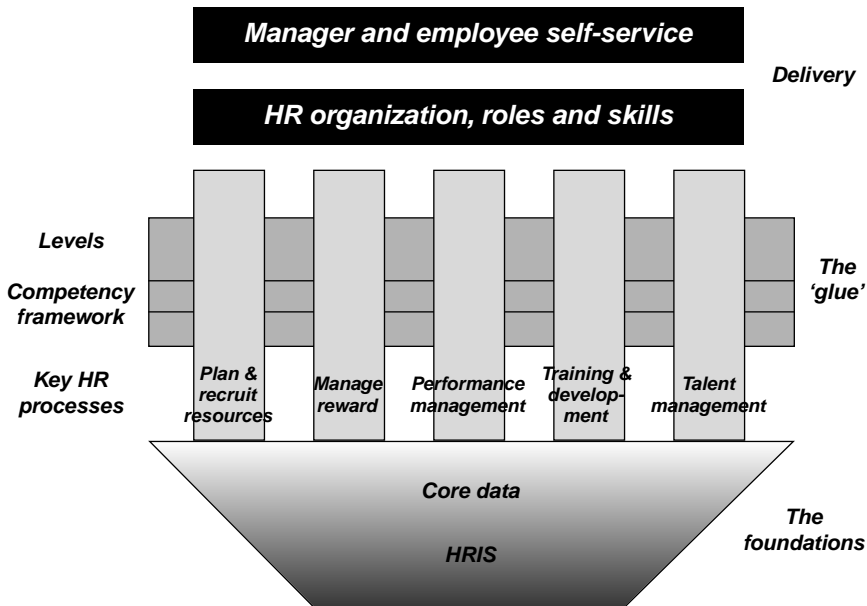 Manager and employee self-service
Delivery
HR organization, roles and skills
Levels
Competency
framework
The
‘glue’
Key HR
processes
Plan &
recruit
resources
Manage
reward
Performance
management
Training &
develop-
ment
Talent
management
Core data
HRIS
The
foundations